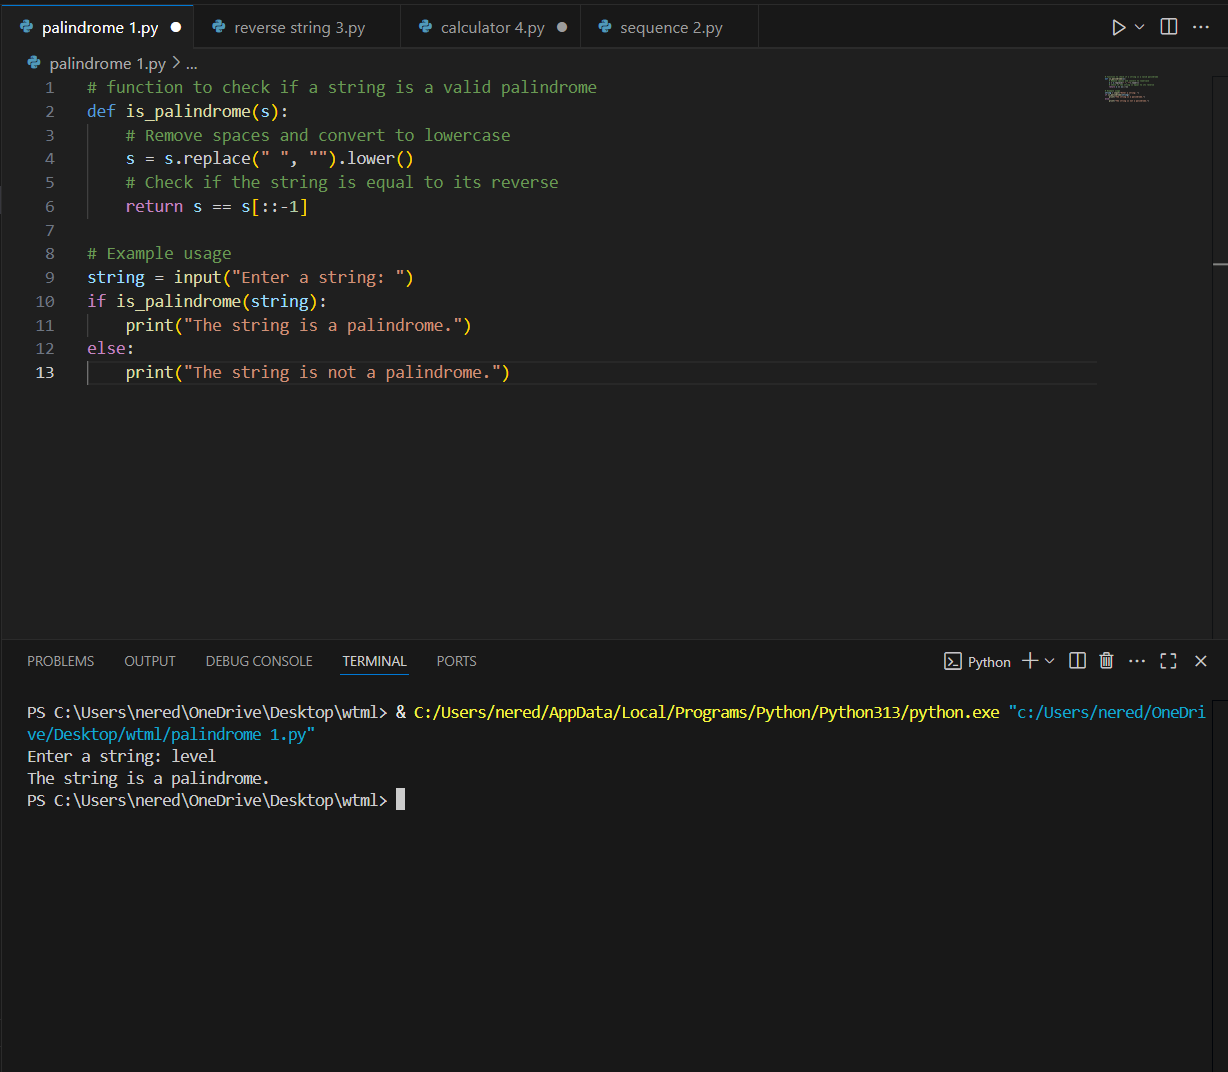 palindrome 1.py
reverse string 3.py
calculator 4.py
sequence 2.py
palindrome 1.py > ...
1 # function to check if a string is a valid palindrome
2 def is_palindrome(s):
3     # Remove spaces and convert to lowercase
4     s = s.replace(" ", "").lower()
5     # Check if the string is equal to its reverse
6     return s == s[::-1]
7
8 # Example usage
9 string = input("Enter a string: ")
10 if is_palindrome(string):
11     print("The string is a palindrome.")
12 else:
13     print("The string is not a palindrome.")
PROBLEMS
OUTPUT
DEBUG CONSOLE
TERMINAL
PORTS
Python
PS C:\Users\nered\OneDrive\Desktop\wtml> & C:/Users/nered/AppData/Local/Programs/Python/Python313/python.exe "c:/Users/nered/OneDri
ve/Desktop/wtml/palindrome 1.py"
Enter a string: level
The string is a palindrome.
PS C:\Users\nered\OneDrive\Desktop\wtml>